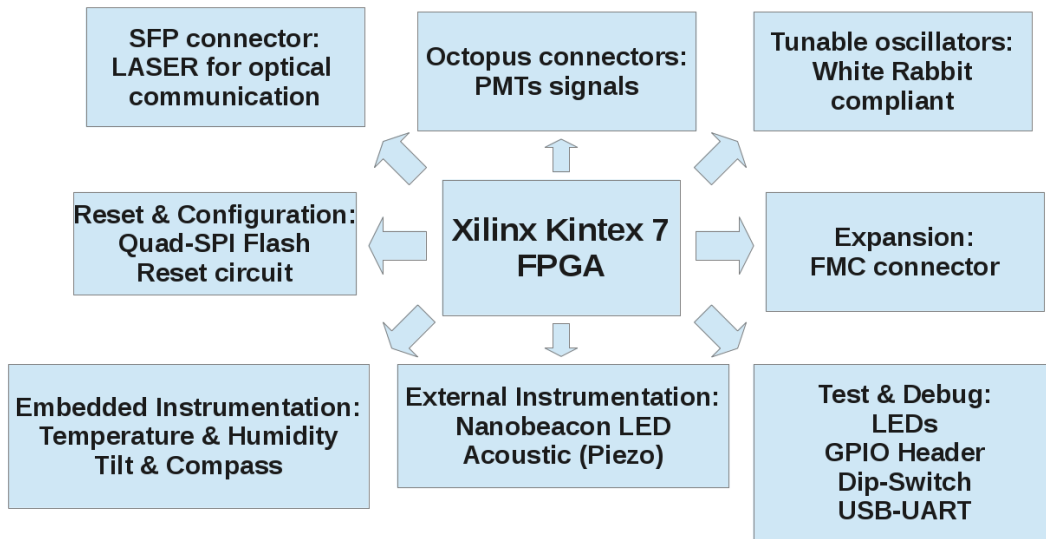 SFP connector:
LASER for optical
communication
Octopus connectors:
PMTs signals
Tunable oscillators:
White Rabbit
compliant
Reset & Configuration:
Quad-SPI Flash
Reset circuit
Xilinx Kintex 7
FPGA
Expansion:
FMC connector
Embedded Instrumentation:
Temperature & Humidity
Tilt & Compass
External Instrumentation:
Nanobeacon LED
Acoustic (Piezo)
Test & Debug:
LEDs
GPIO Header
Dip-Switch
USB-UART